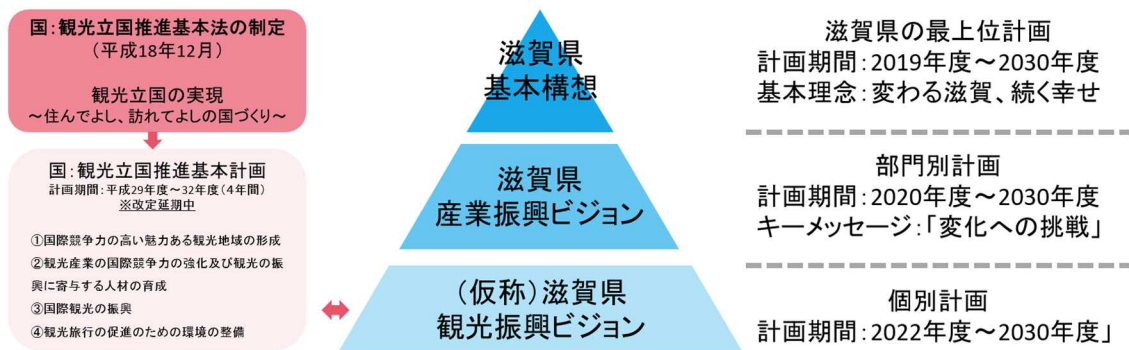 国:観光立国推進基本法の制定
(平成18年12月)
観光立国の実現
~住んでよし、訪れてよしの国づくり~
国:観光立国推進基本計画
計画期間:平成29年度~32年度(4年間)
※改定延期中
①国際競争力の高い魅力ある観光地域の形成
②観光産業の国際競争力の強化及び観光の振
興に寄与する人材の育成
③国際観光の振興
④観光旅行の促進のための環境の整備
滋賀県
基本構想
滋賀県
産業振興ビジョン
(仮称)滋賀県
観光振興ビジョン
滋賀県の最上位計画
計画期間:2019年度~2030年度
基本理念:変わる滋賀、続く幸せ
部門別計画
計画期間:2020年度~2030年度
キーメッセージ:「変化への挑戦」
個別計画
計画期間:2022年度~2030年度」